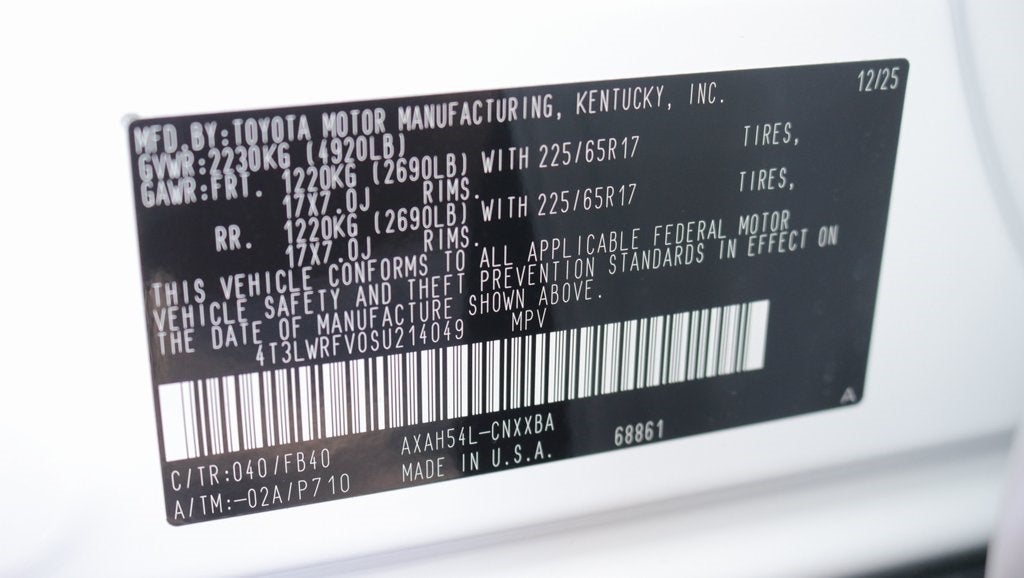 12/25
MFD.BY:TOYOTA MOTOR MANUFACTURING, KENTUCKY, INC.
GVWR:2230KG (4920LB)
GAWR:FRT. 1220KG (2690LB) WITH 225/65R17 TIRES,
17X7.0J RIMS.
RR. 1220KG (2690LB) WITH 225/65R17 TIRES,
17X7.0J RIMS.
THIS VEHICLE CONFORMS TO ALL APPLICABLE FEDERAL MOTOR
VEHICLE SAFETY AND THEFT PREVENTION STANDARDS IN EFFECT ON
THE DATE OF MANUFACTURE SHOWN ABOVE.
4T3LWRFV0SU214049 MPV
C/TR:040/FB40 AXAH54L-CNXXBA 68861
A/TM:-02A/P710 MADE IN U.S.A.
A